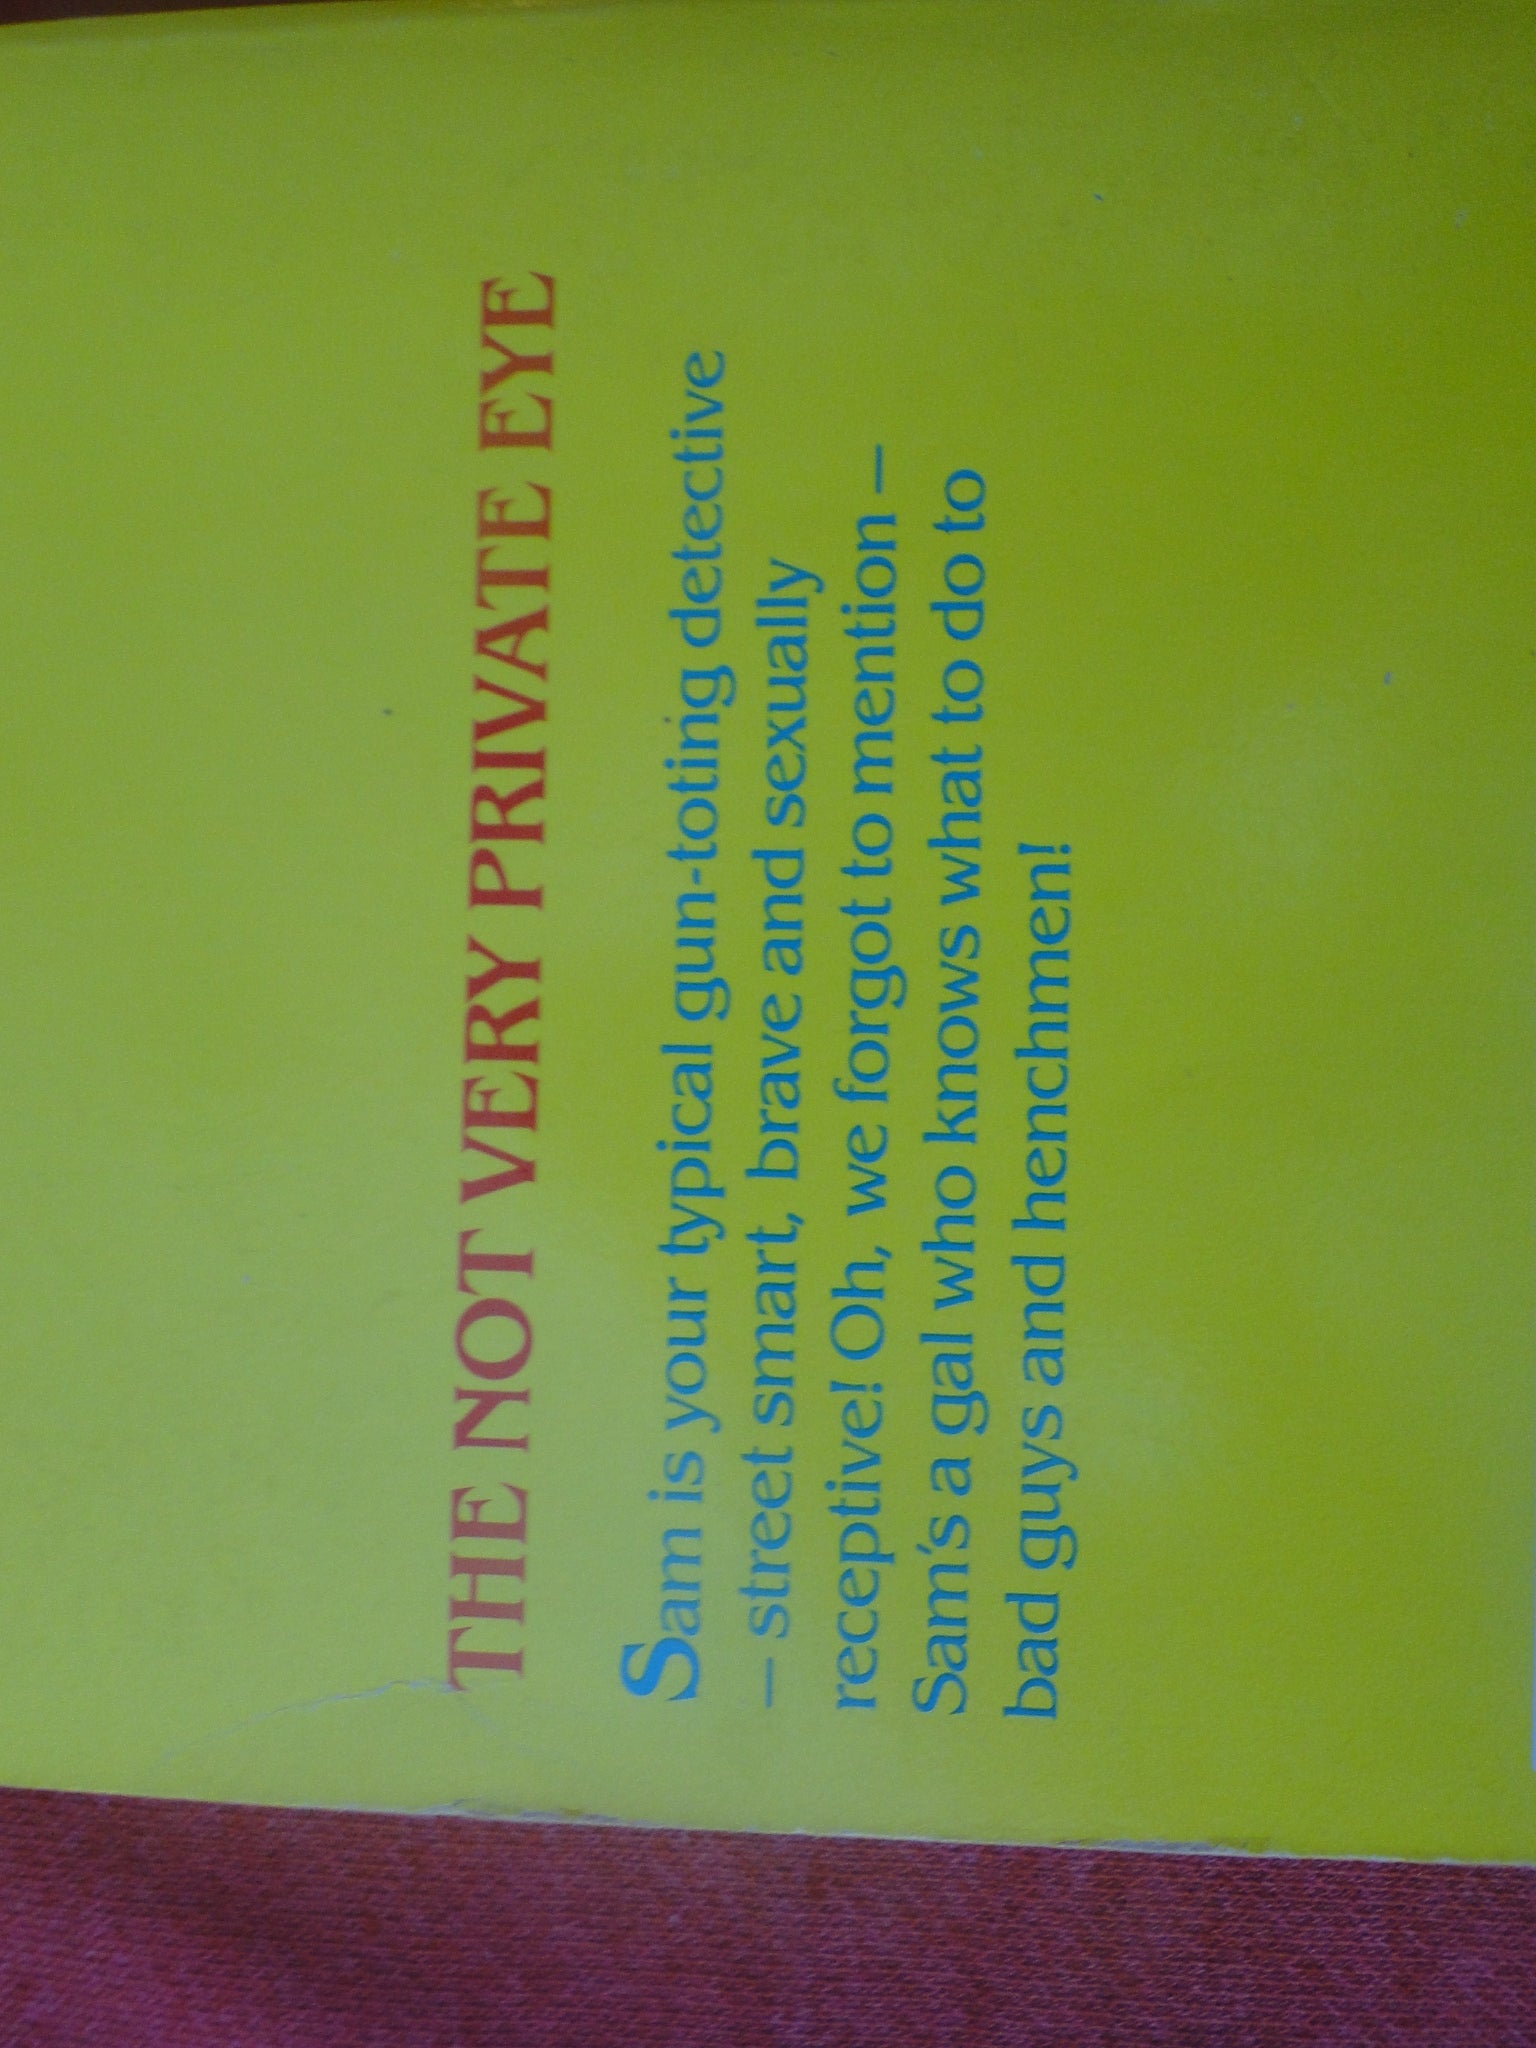 THE NOT VERY PRIVATE EYE
Sam is your typical gun-toting detective
– street smart, brave and sexually
receptive! Oh, we forgot to mention –
Sam's a gal who knows what to do to
bad guys and henchmen!